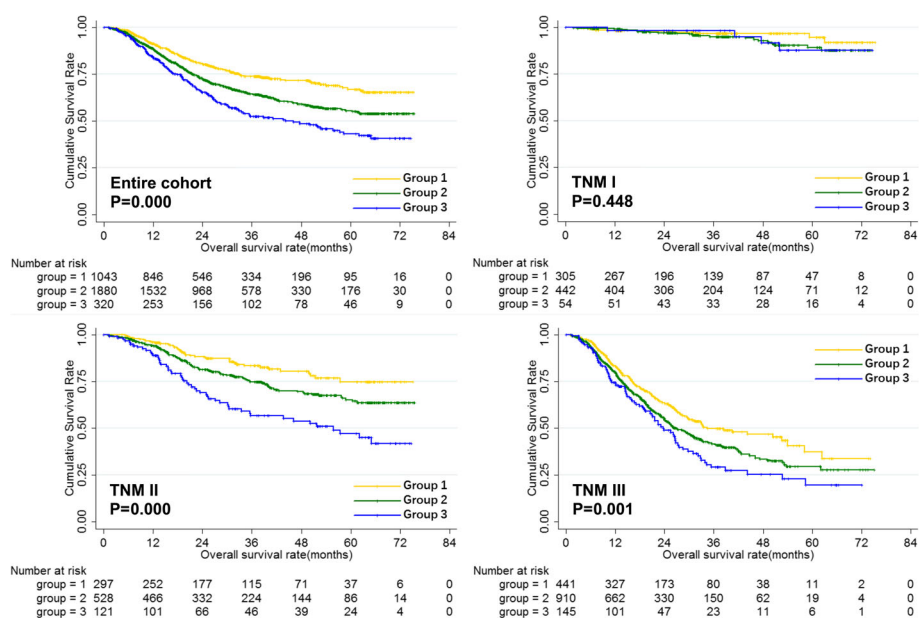 1.00
0.75
0.50
0.25
0.00
Cumulative Survival Rate
Entire cohort
P=0.000
Group 1
Group 2
Group 3
0 12 24 36 48 60 72 84
Overall survival rate(months)
Number at risk
group = 1 1043 846 546 334 196 95 16 0
group = 2 1880 1532 968 578 330 176 30 0
group = 3 320 253 156 102 78 46 9 0
1.00
0.75
0.50
0.25
0.00
Cumulative Survival Rate
TNM I
P=0.448
Group 1
Group 2
Group 3
0 12 24 36 48 60 72 84
Overall survival rate(months)
Number at risk
group = 1 305 267 196 139 87 47 8 0
group = 2 442 404 306 204 124 71 12 0
group = 3 54 51 43 33 28 16 4 0
1.00
0.75
0.50
0.25
0.00
Cumulative Survival Rate
TNM II
P=0.000
Group 1
Group 2
Group 3
0 12 24 36 48 60 72 84
Overall survival rate(months)
Number at risk
group = 1 297 252 177 115 71 37 6 0
group = 2 528 466 332 224 144 86 14 0
group = 3 121 101 66 46 39 24 4 0
1.00
0.75
0.50
0.25
0.00
Cumulative Survival Rate
TNM III
P=0.001
Group 1
Group 2
Group 3
0 12 24 36 48 60 72 84
Overall survival rate(months)
Number at risk
group = 1 441 327 173 80 38 11 2 0
group = 2 910 662 330 150 62 19 4 0
group = 3 145 101 47 23 11 6 1 0